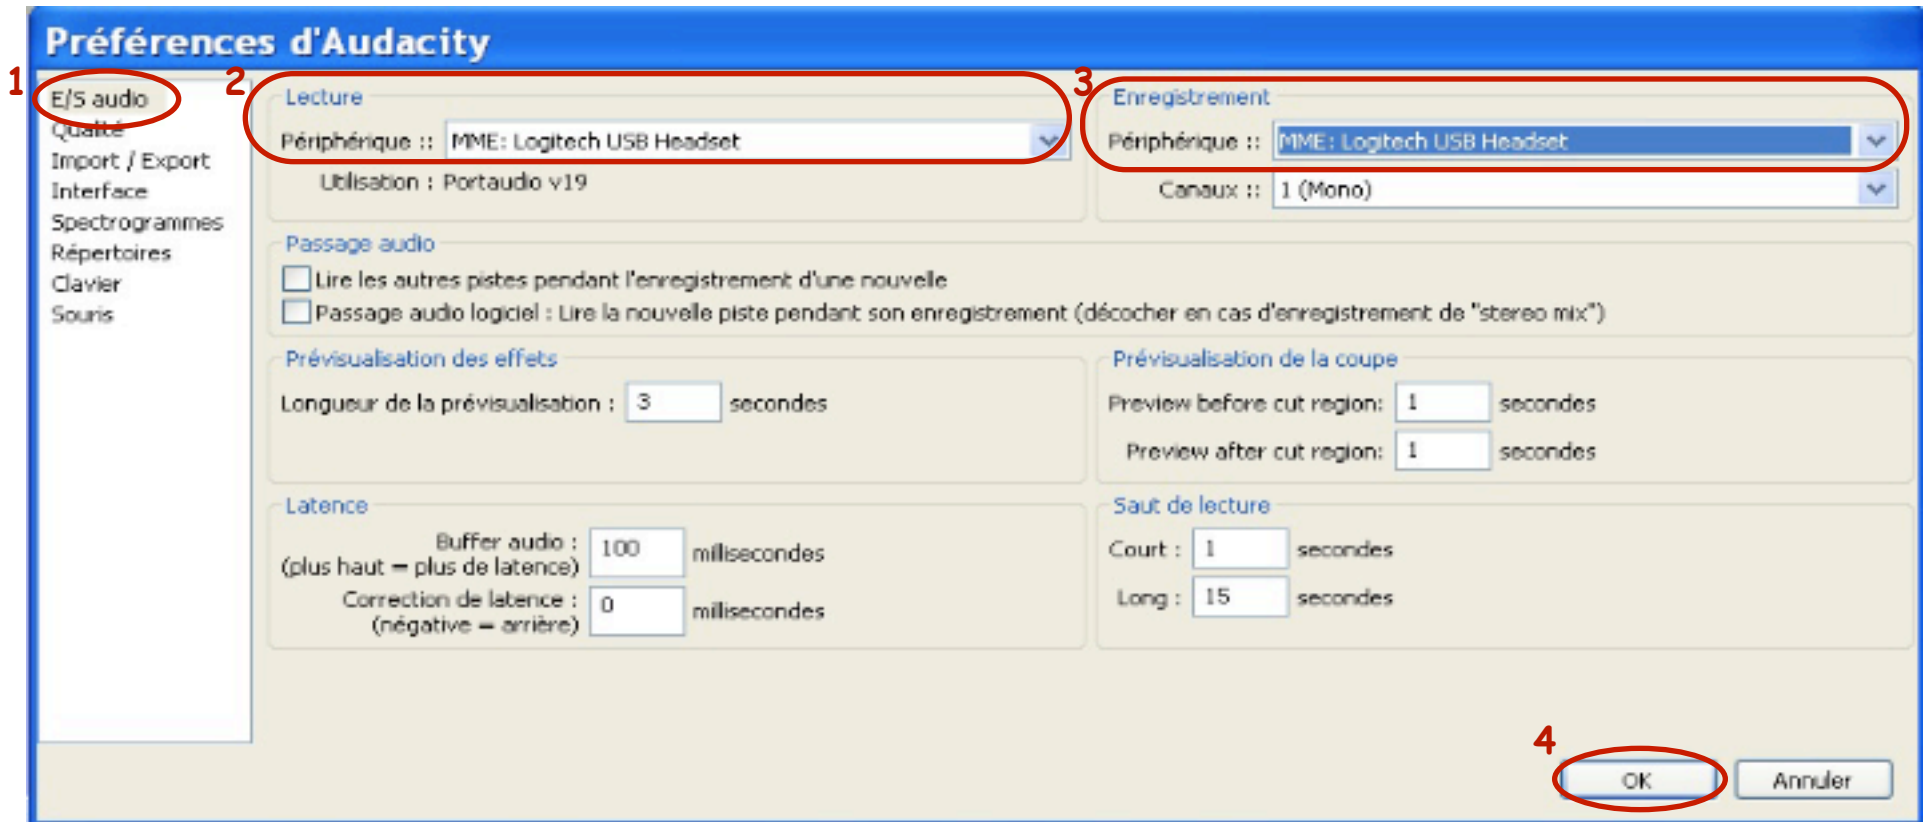 Préférences d'Audacity
1
E/S audio
Qualité
Import / Export
Interface
Spectrogrammes
Répertoires
Clavier
Souris
2
Lecture
Périphérique :: MME: Logitech USB Headset
Utilisation : Portaudio v19
3
Enregistrement
Périphérique :: MME: Logitech USB Headset
Canaux :: 1 (Mono)
Passage audio
Lire les autres pistes pendant l'enregistrement d'une nouvelle
Passage audio logiciel : Lire la nouvelle piste pendant son enregistrement (décocher en cas d'enregistrement de "stereo mix")
Prévisualisation des effets
Longueur de la prévisualisation : 3 secondes
Prévisualisation de la coupe
Preview before cut region: 1 secondes
Preview after cut region: 1 secondes
Latence
Buffer audio :
(plus haut = plus de latence) 100 millisecondes
Correction de latence :
(négative = arrière) 0 millisecondes
Saut de lecture
Court : 1 secondes
Long : 15 secondes
4
OK
Annuler